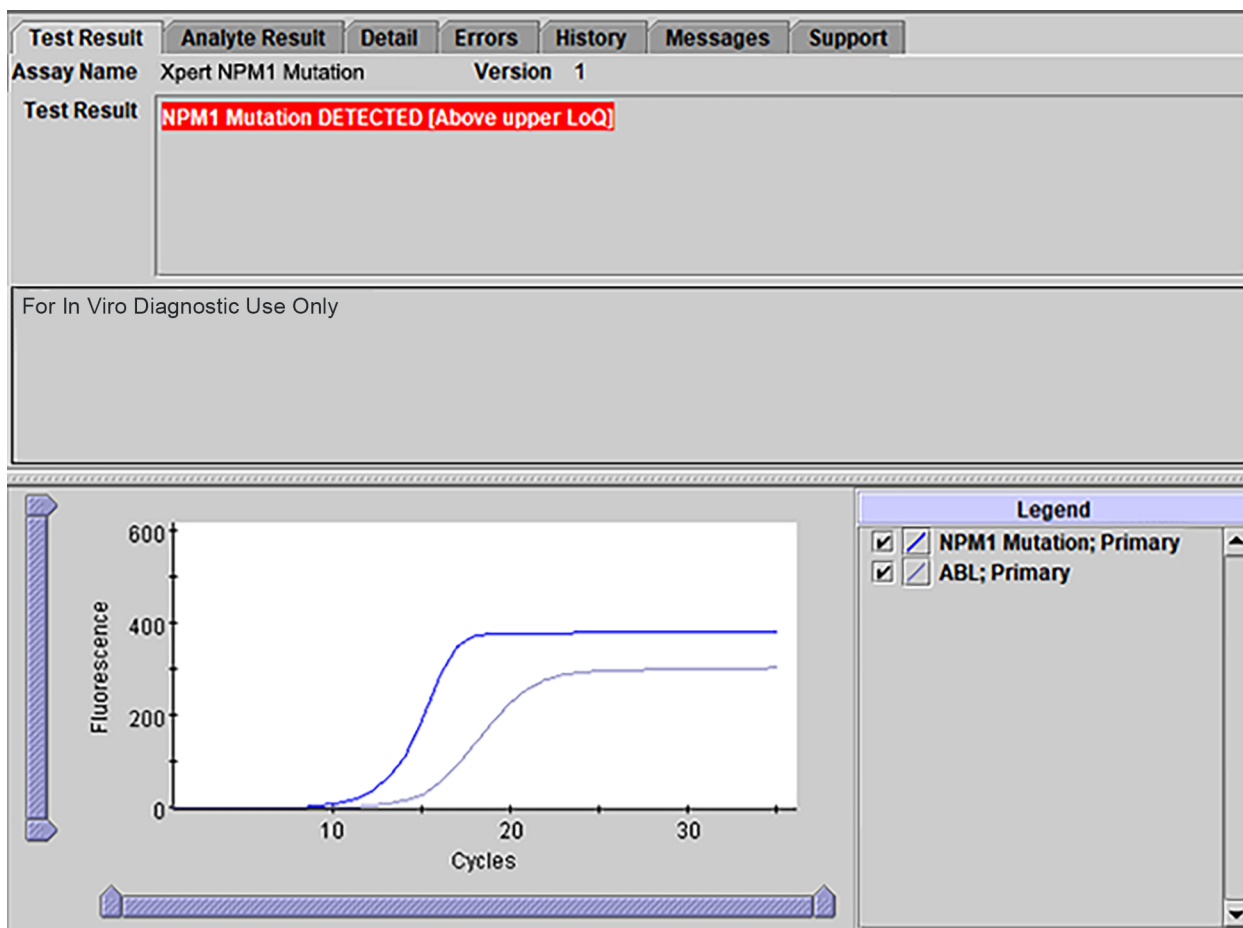 Test Result Analyte Result Detail Errors History Messages Support
Assay Name Xpert NPM1 Mutation Version 1
Test Result NPM1 Mutation DETECTED [Above upper LoQ]
For In Viro Diagnostic Use Only
Legend
NPM1 Mutation; Primary
ABL; Primary
600
400
200
0
Fluorescence
10 20 30
Cycles